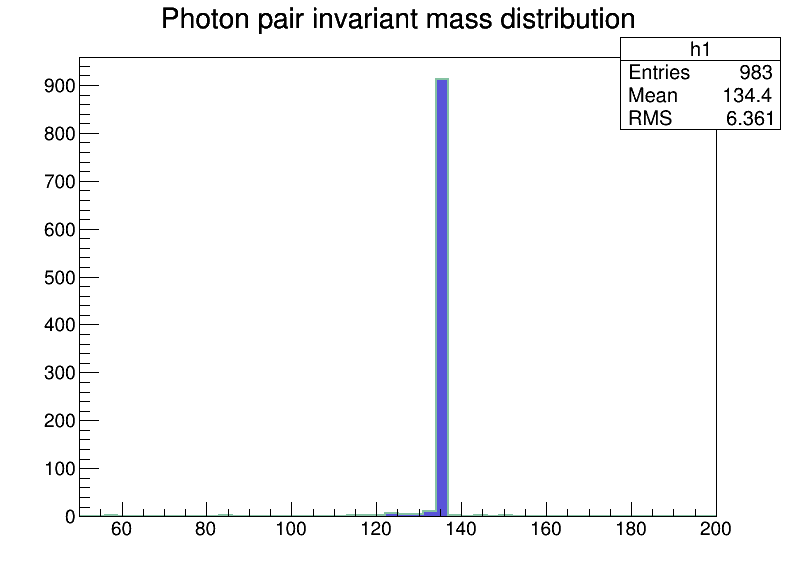 Photon pair invariant mass distribution
h1
Entries 983
Mean 134.4
RMS 6.361
900
800
700
600
500
400
300
200
100
0
60 80 100 120 140 160 180 200